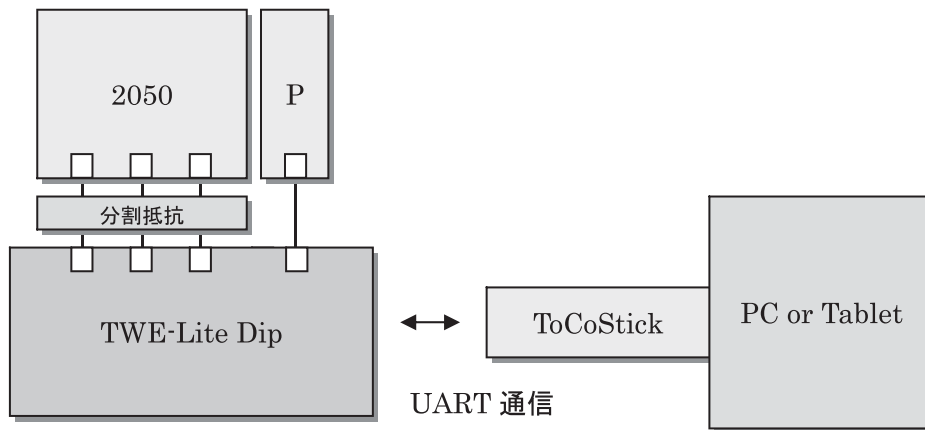 2050
P
分割抵抗
TWE-Lite Dip
ToCoStick
PC or Tablet
UART 通信